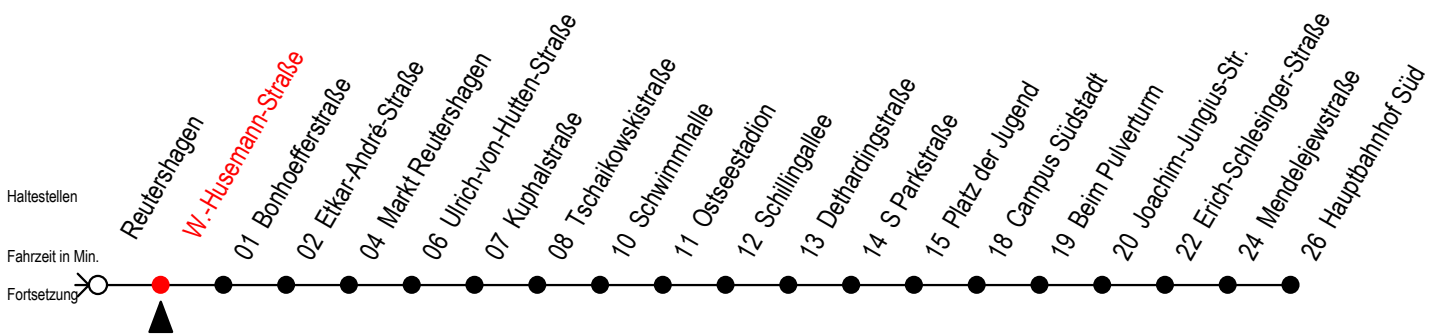 Haltestellen
Fahrzeit in Min.
Fortsetzung
Reutershagen
W.-Husemann-Straße
01 Bonhoefferstraße
02 Etkar-André-Straße
04 Markt Reutershagen
06 Ulrich-von-Hutten-Straße
07 Kuphalstraße
08 Tschaikowskistraße
10 Schwimmhalle
11 Ostseestadion
12 Schillingallee
13 Dethardingstraße
14 S Parkstraße
15 Platz der Jugend
18 Campus Südstadt
19 Beim Pulverturm
20 Joachim-Jungius-Str.
22 Erich-Schlesinger-Straße
24 Mendelejewstraße
26 Hauptbahnhof Süd